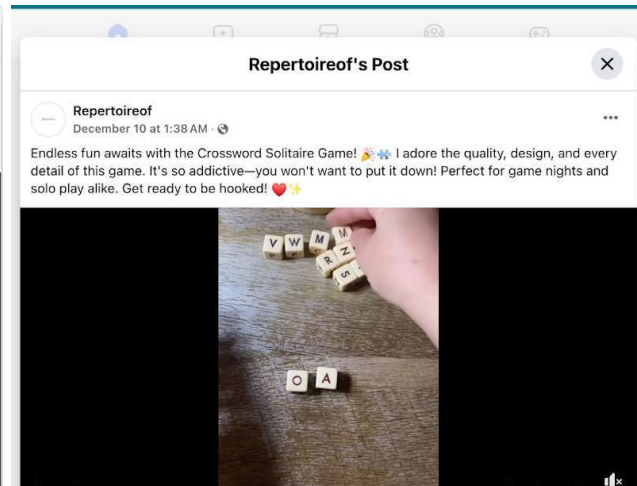 Repertoireof's Post
Repertoireof
December 10 at 1:38 AM ·
Endless fun awaits with the Crossword Solitaire Game! 🎉🧩 I adore the quality, design, and every
detail of this game. It's so addictive—you won't want to put it down! Perfect for game nights and
solo play alike. Get ready to be hooked! ❤️✨
V W M M
R Z
S
O A